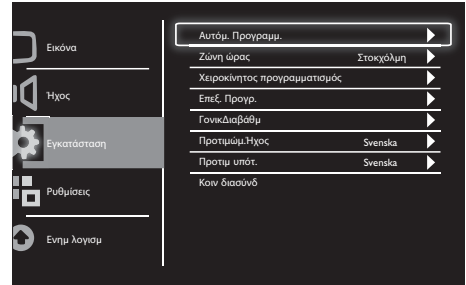 Εικόνα
Ήχος
Εγκατάσταση
Ρυθμίσεις
Ενημ λογισμ
Αυτόμ. Προγραμμ.
Ζώνη ώρας Στοκχόλμη
Χειροκίνητος προγραμματισμός
Επεξ. Προγρ.
ΓονικΔιαβάθμ
Προτιμώμ.Ήχος Svenska
Προτιμ υπότ. Svenska
Κοιν διασύνδ